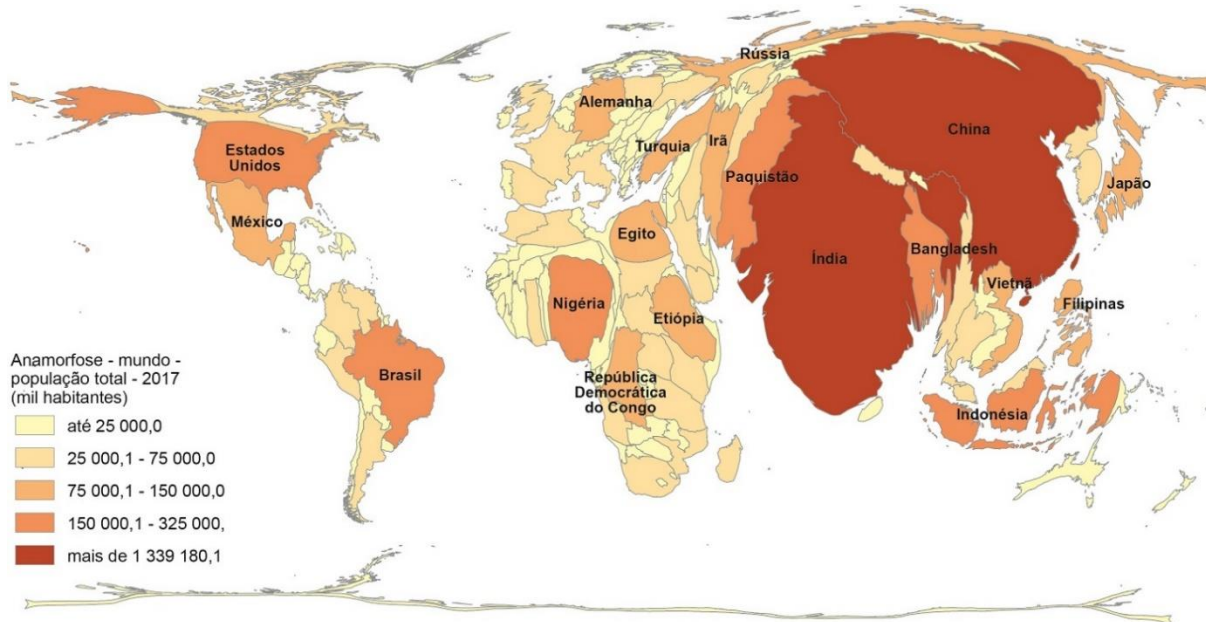 Rússia
Alemanha
China
Estados
Unidos
Turquia
Irã
Paquistão
Japão
México
Egito
Índia
Bangladesh
Vietnã
Nigéria
Etiópia
Filipinas
Brasil
República
Democrática
do Congo
Indonésia
Anamorfose - mundo -
população total - 2017
(mil habitantes)
até 25 000,0
25 000,1 - 75 000,0
75 000,1 - 150 000,0
150 000,1 - 325 000,
mais de 1 339 180,1